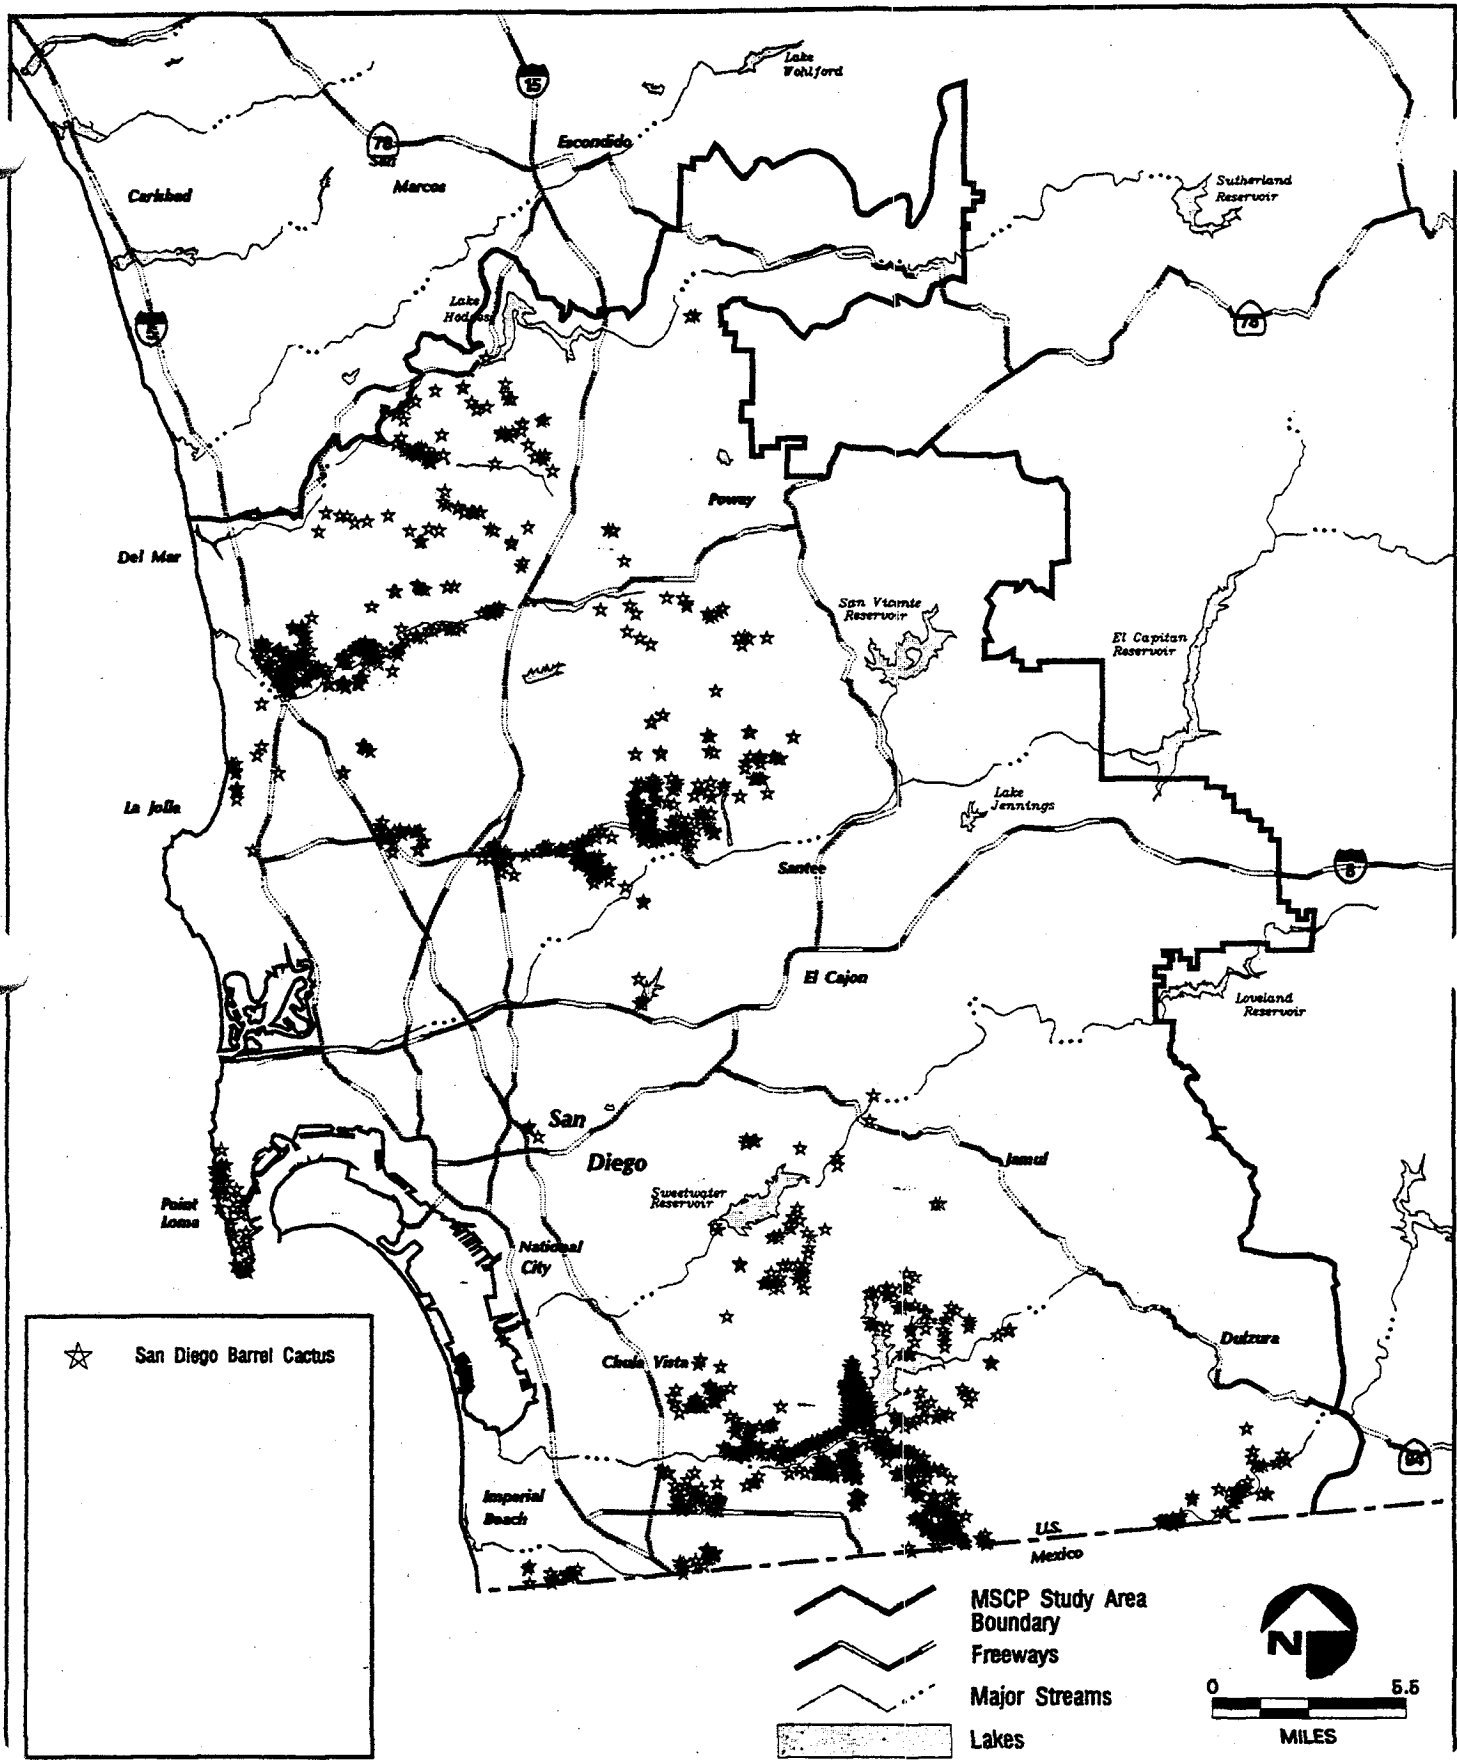 Lake
Wohlford
15
78
Escondido
San
Marcos
Carlsbad
Sutherland
Reservoir
Lake
Hodges
5
78
Poway
Del Mar
San Vicente
Reservoir
El Capitan
Reservoir
La Jolla
Lake
Jennings
Santee
8
El Cajon
Loveland
Reservoir
San
Diego
Jamul
Point
Loma
Sweetwater
Reservoir
National
City
San Diego Barrel Cactus
Chula Vista
Dulzura
94
Imperial
Beach
U.S.
Mexico
MSCP Study Area
Boundary
Freeways
Major Streams
Lakes
N
0 5.5
MILES